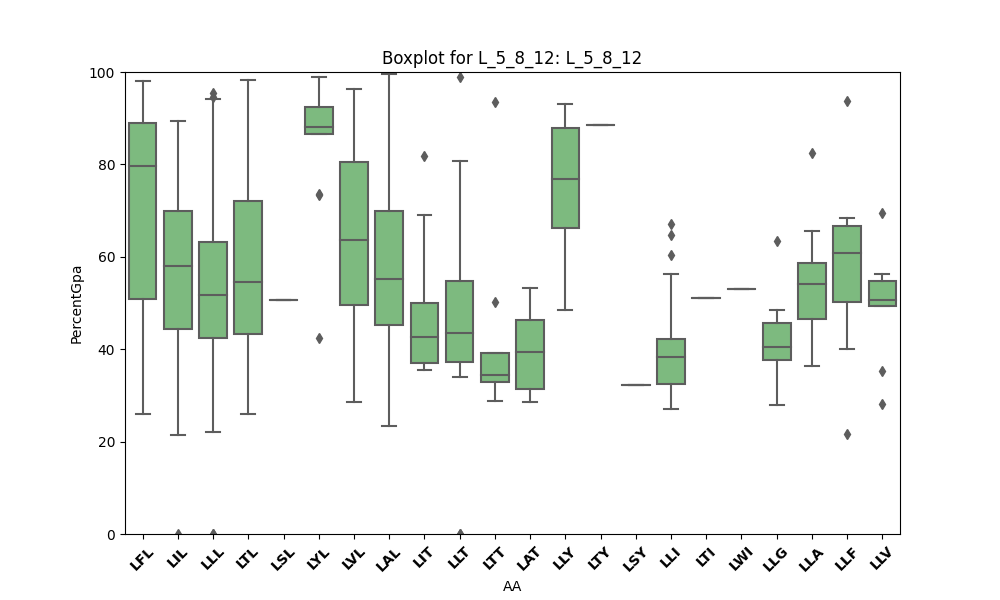 Boxplot for L_5_8_12: L_5_8_12
PercentGpa
100
80
60
40
20
0
LFL LIL LLL LTL LSL LYL LVL LAL LIT LLT LTT LAT LLY LTY LSY LLI LTI LWI LLG LLA LLF LLV
AA